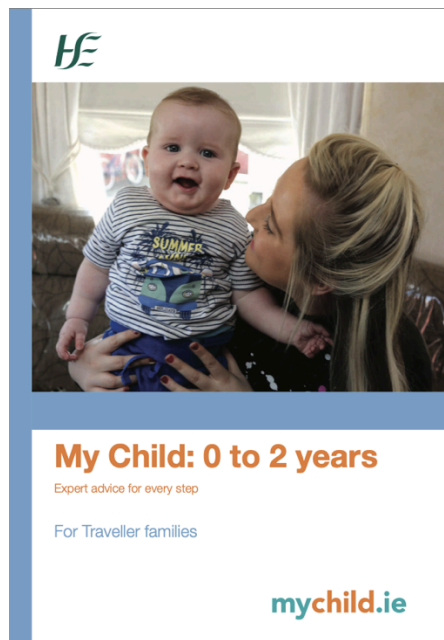 HSE
SUMMER
My Child: 0 to 2 years
Expert advice for every step
For Traveller families
mychild.ie